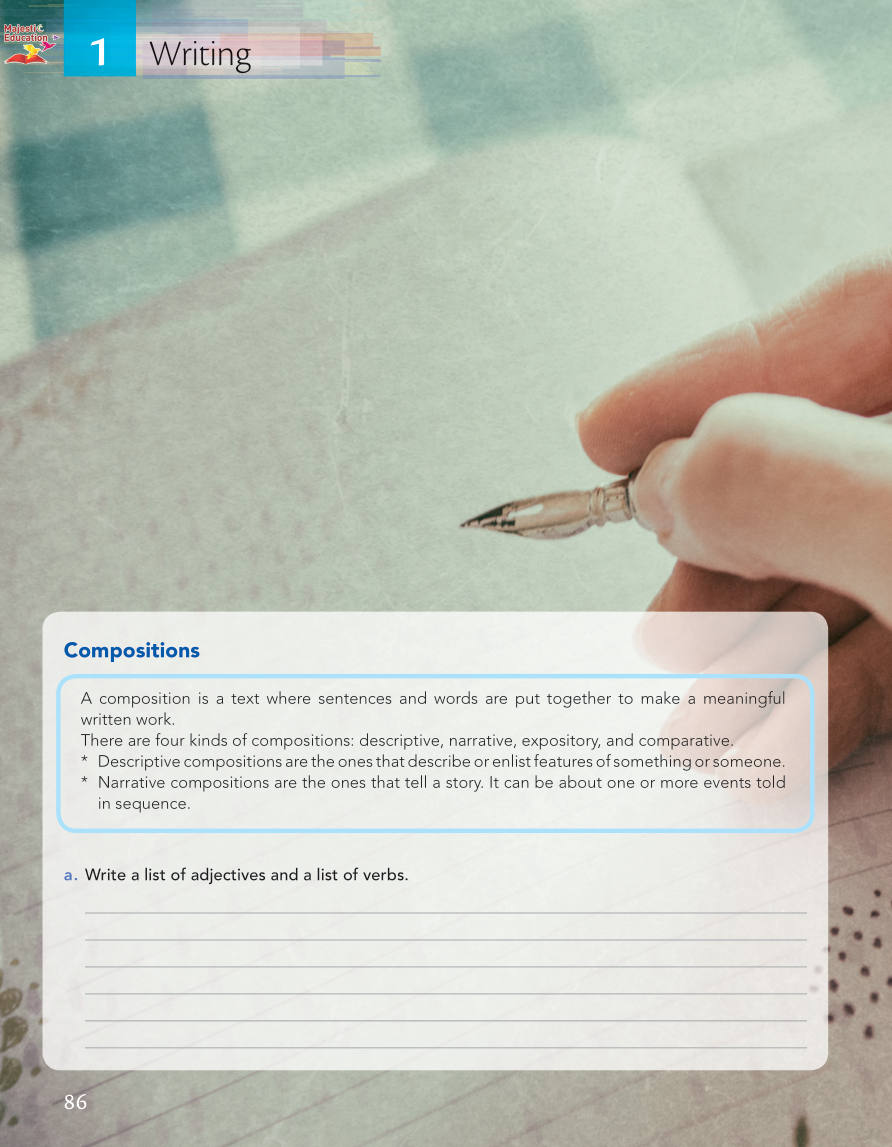 Majestic
Education
1
Writing
Compositions
A composition is a text where sentences and words are put together to make a meaningful
written work.
There are four kinds of compositions: descriptive, narrative, expository, and comparative.
* Descriptive compositions are the ones that describe or enlist features of something or someone.
* Narrative compositions are the ones that tell a story. It can be about one or more events told
in sequence.
a. Write a list of adjectives and a list of verbs.
86